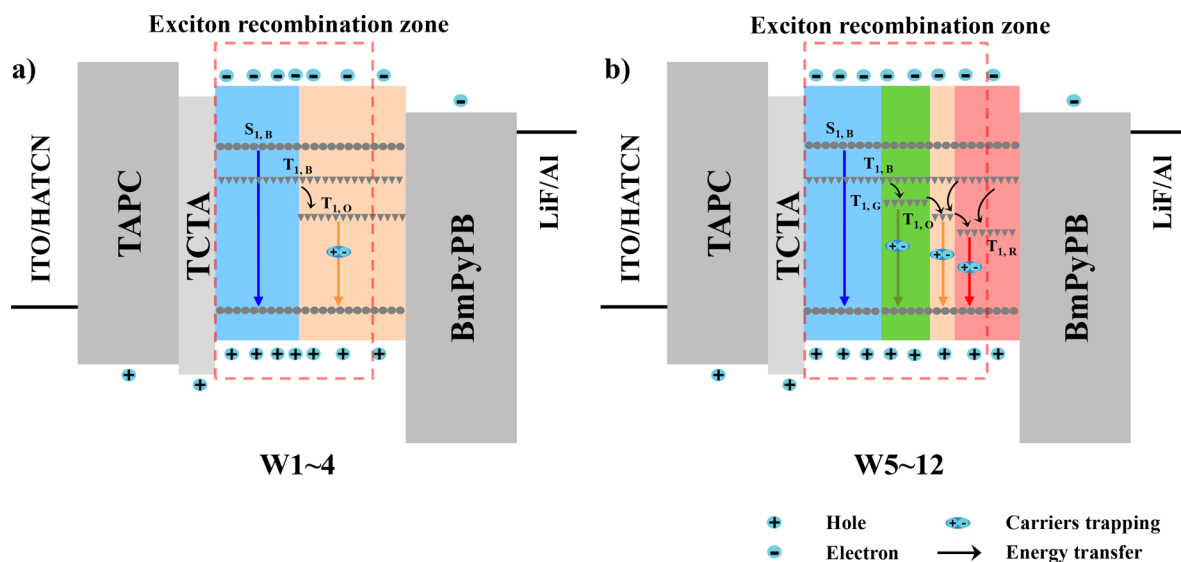 Exciton recombination zone
a)
S1, B
T1, B
T1, O
ITO/HATCN
TAPC
TCTA
BmPyPB
LiF/Al
W1~4
Exciton recombination zone
b)
S1, B
T1, B
T1, G
T1, O
T1, R
ITO/HATCN
TAPC
TCTA
BmPyPB
LiF/Al
W5~12
+ Hole
- Electron
+ - Carriers trapping
Energy transfer